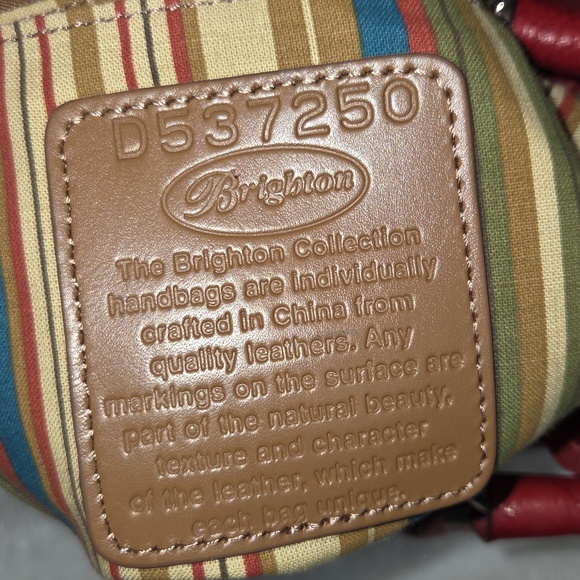 D537250
Brighton
The Brighton Collection
handbags are individually
crafted in China from
quality leathers. Any
markings on the surface are
part of the natural beauty,
texture and character
of the leather, which make
each bag unique.